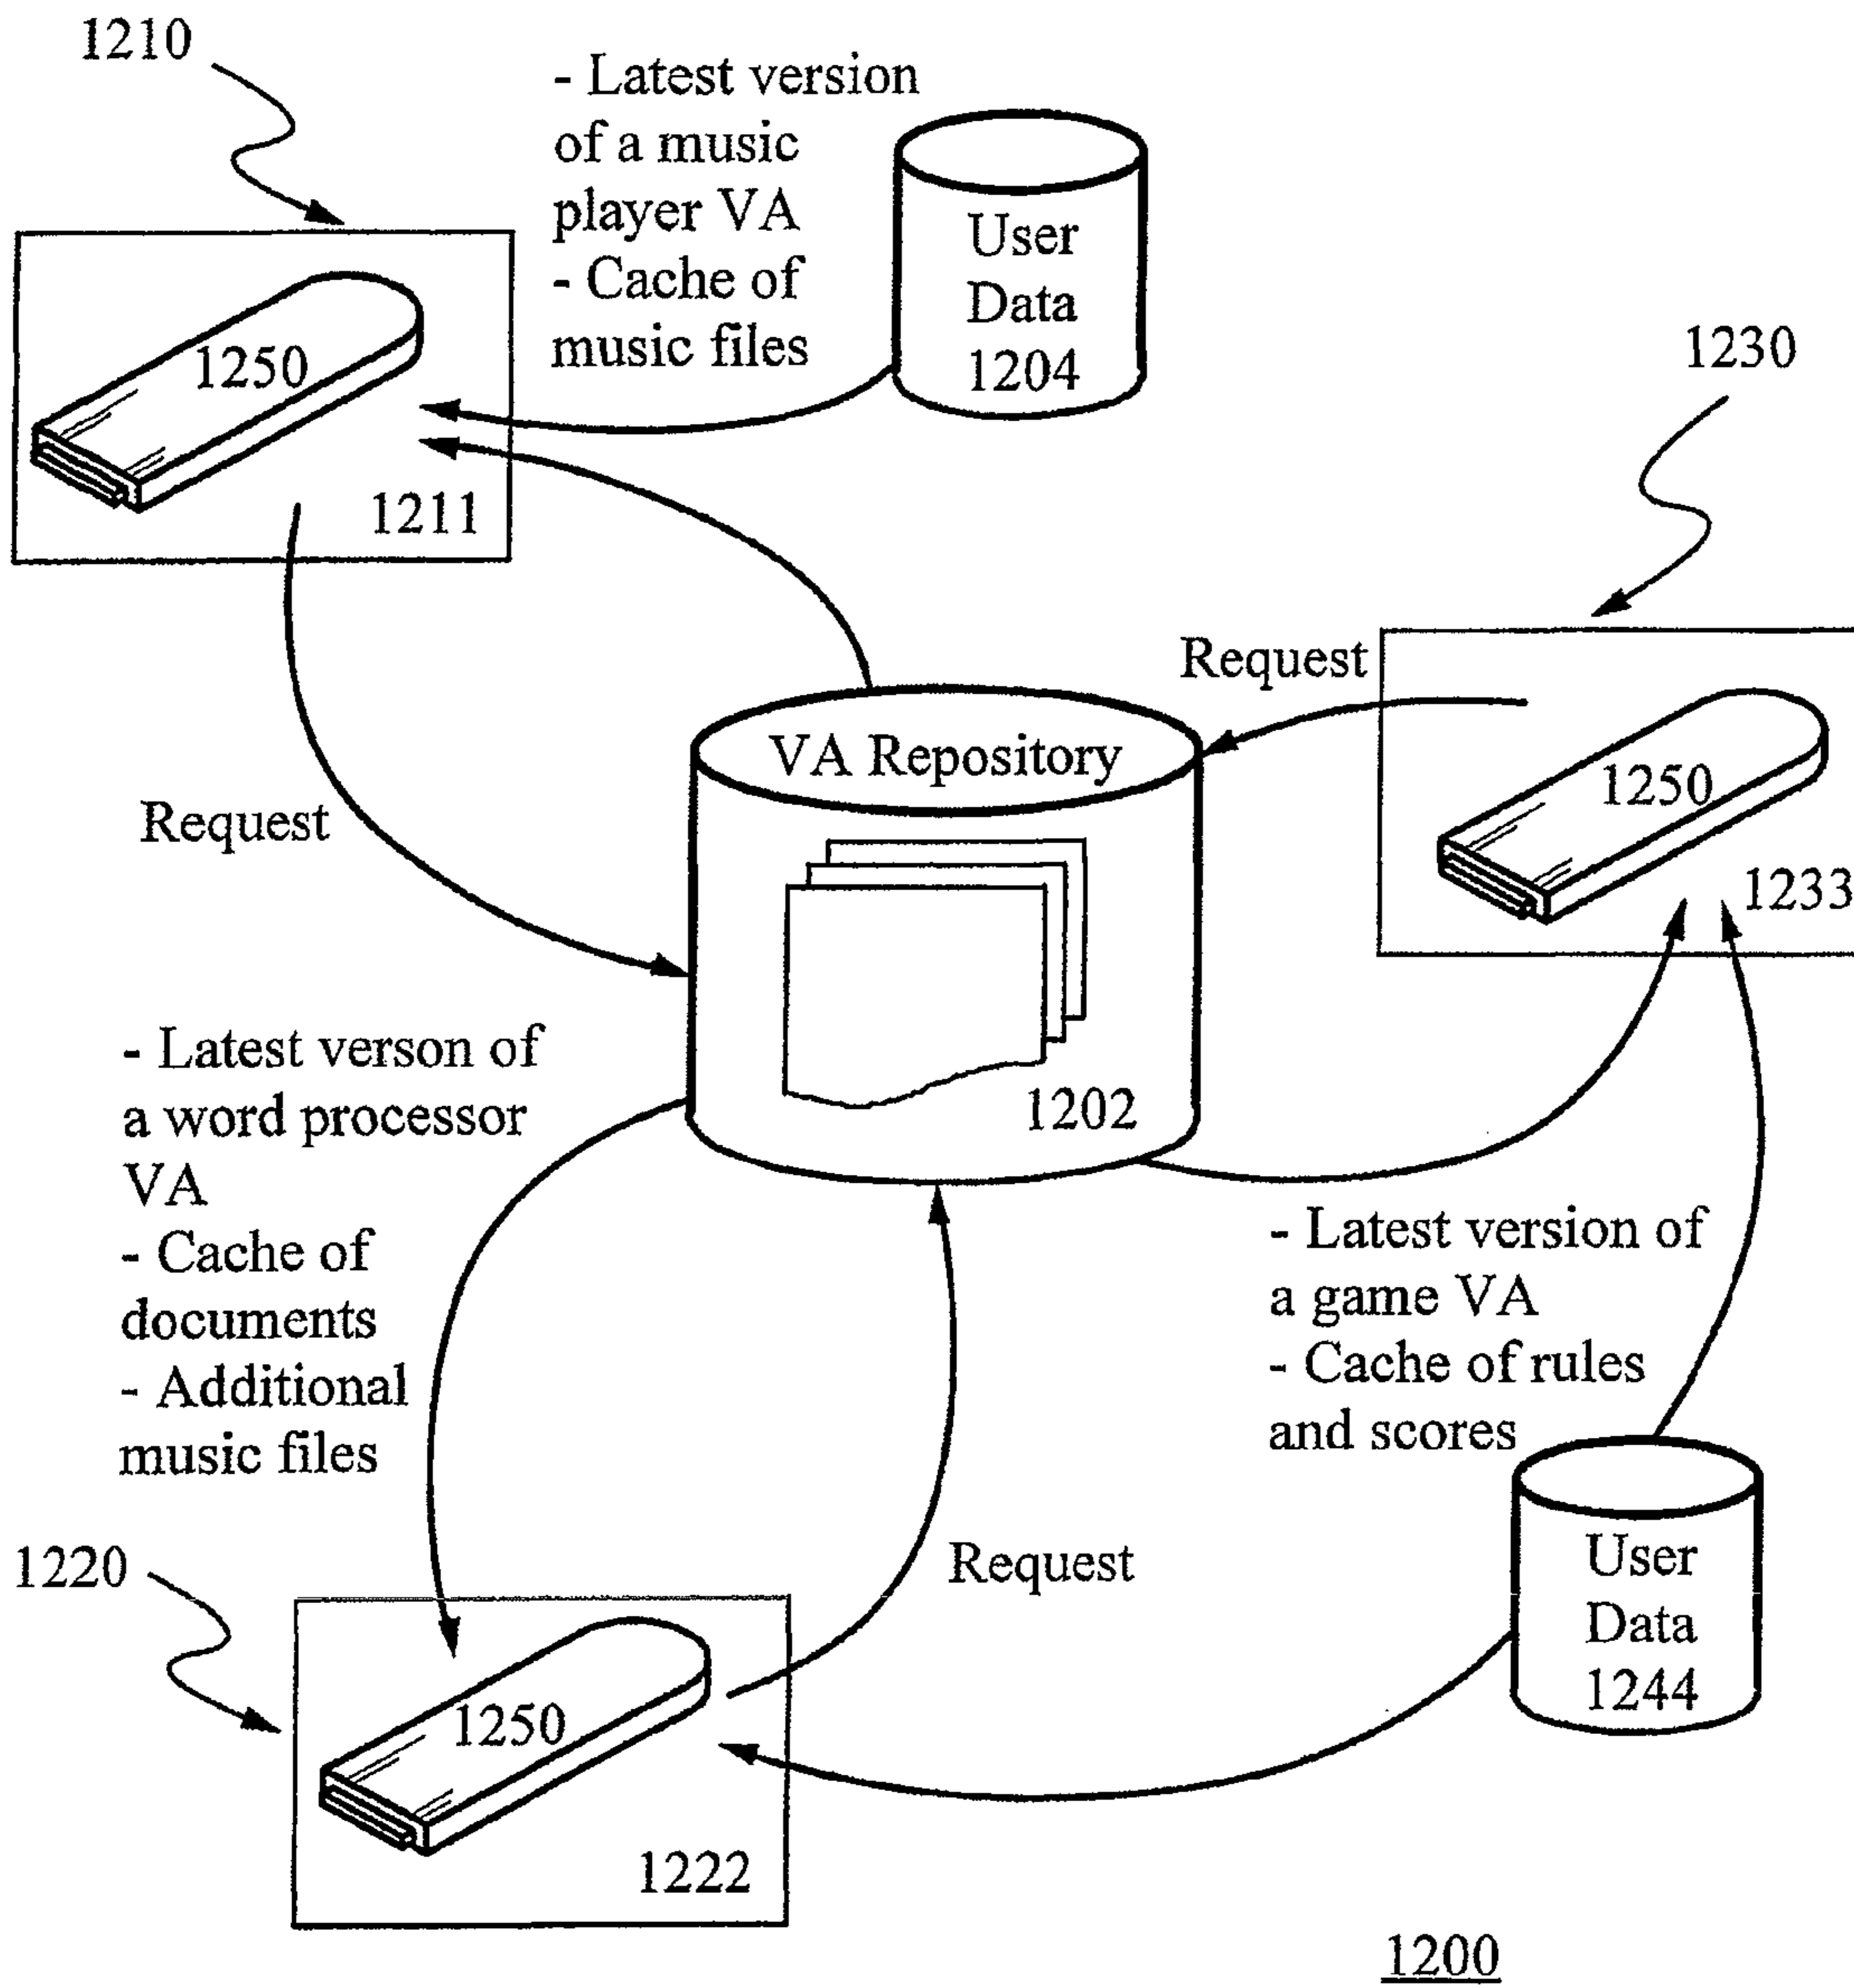 1210
- Latest version
of a music
player VA
- Cache of
music files
User
Data
1204
1250
1211
1230
Request
1250
1233
VA Repository
1202
Request
- Latest verson of
a word processor
VA
- Cache of
documents
- Additional
music files
- Latest version of
a game VA
- Cache of rules
and scores
1220
Request
User
Data
1244
1250
1222
1200